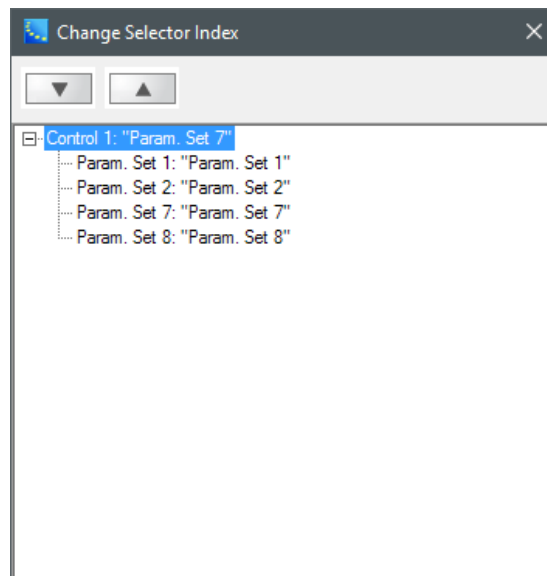 Change Selector Index
Control 1: "Param. Set 7"
Param. Set 1: "Param. Set 1"
Param. Set 2: "Param. Set 2"
Param. Set 7: "Param. Set 7"
Param. Set 8: "Param. Set 8"